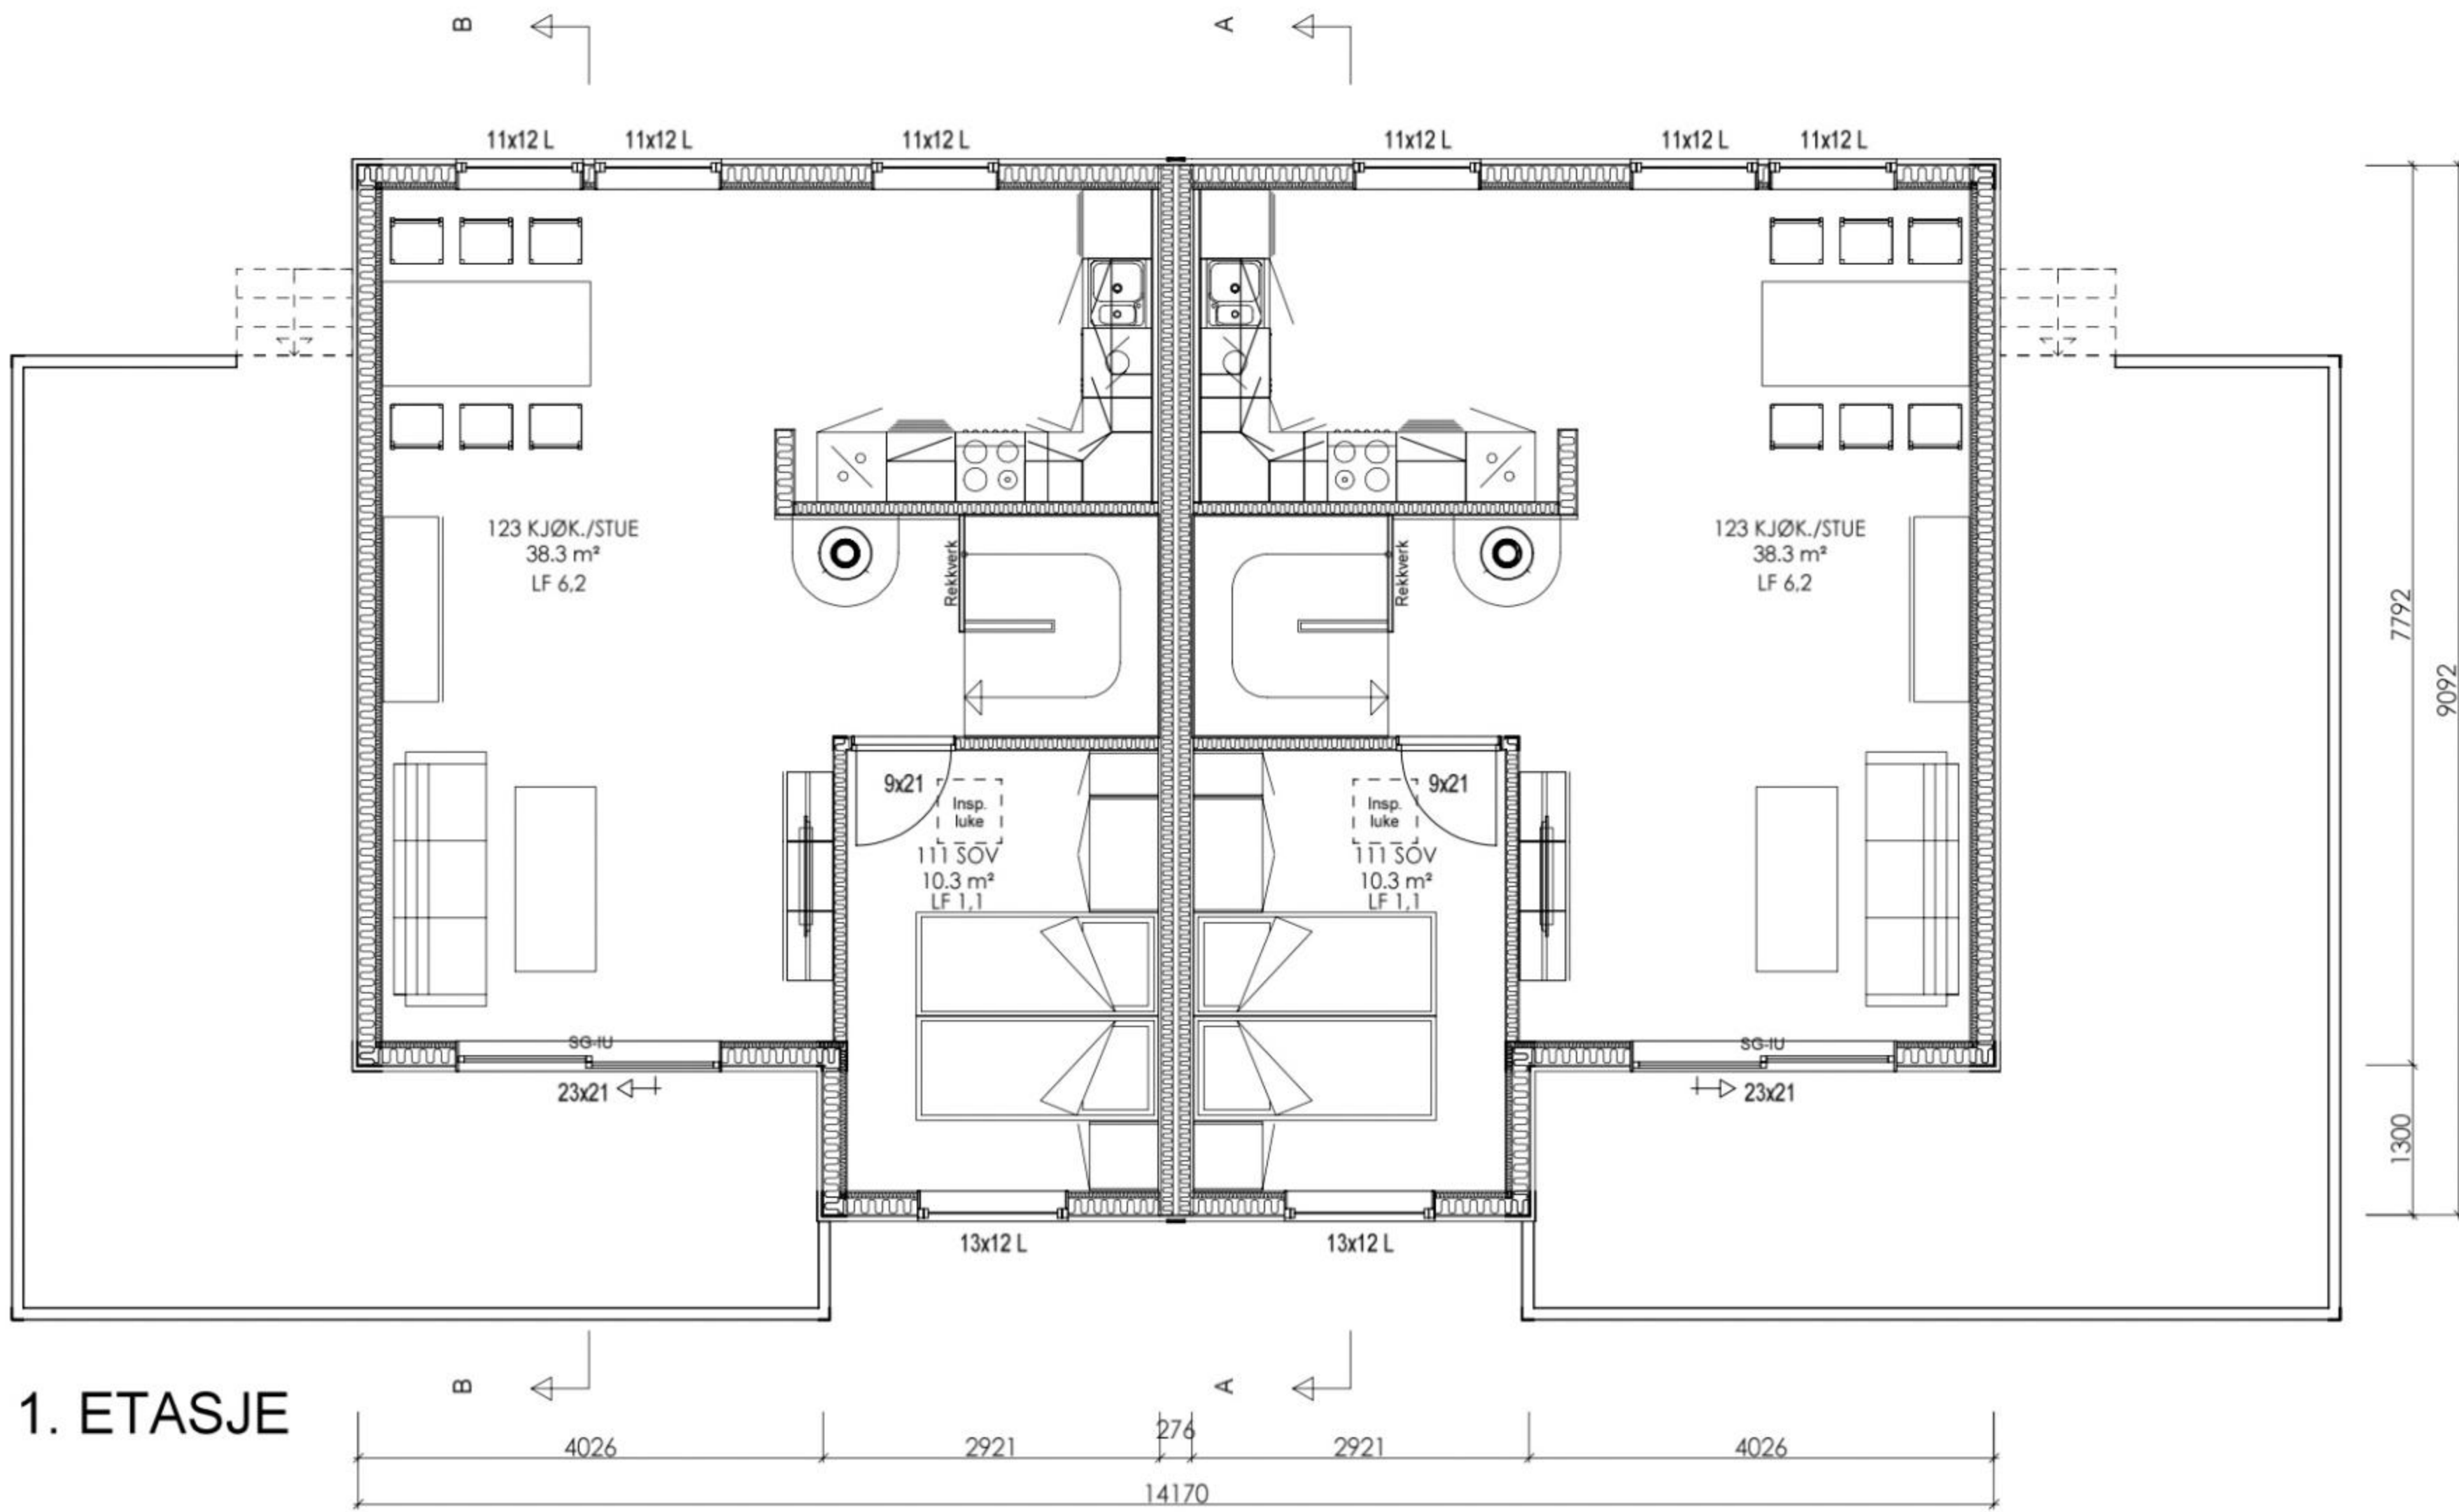 B
A
11x12 L
11x12 L
11x12 L
11x12 L
11x12 L
11x12 L
123 KJØK./STUE
38.3 m²
LF 6,2
Rekkverk
Rekkverk
123 KJØK./STUE
38.3 m²
LF 6,2
7792
9092
1300
9x21
Insp.
luke
111 SOV
10.3 m²
LF 1,1
9x21
Insp.
luke
111 SOV
10.3 m²
LF 1,1
SG-IU
23x21
SG-IU
23x21
13x12 L
13x12 L
B
A
1. ETASJE
4026
2921
276
2921
4026
14170